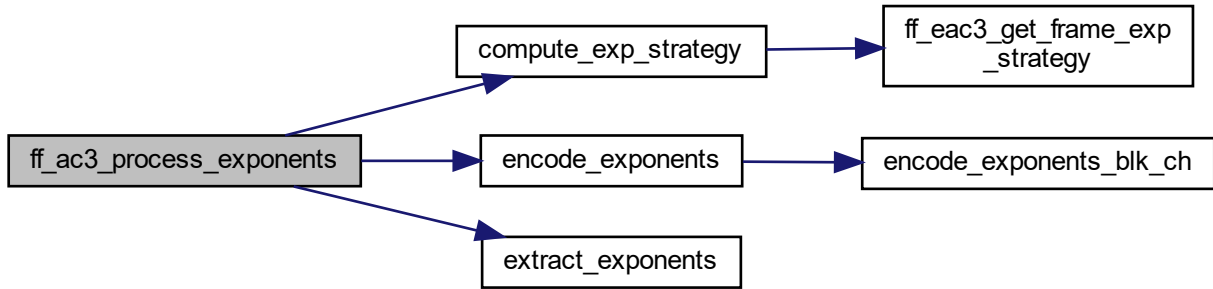 ff_ac3_process_exponents
compute_exp_strategy
ff_eac3_get_frame_exp
_strategy
encode_exponents
encode_exponents_blk_ch
extract_exponents